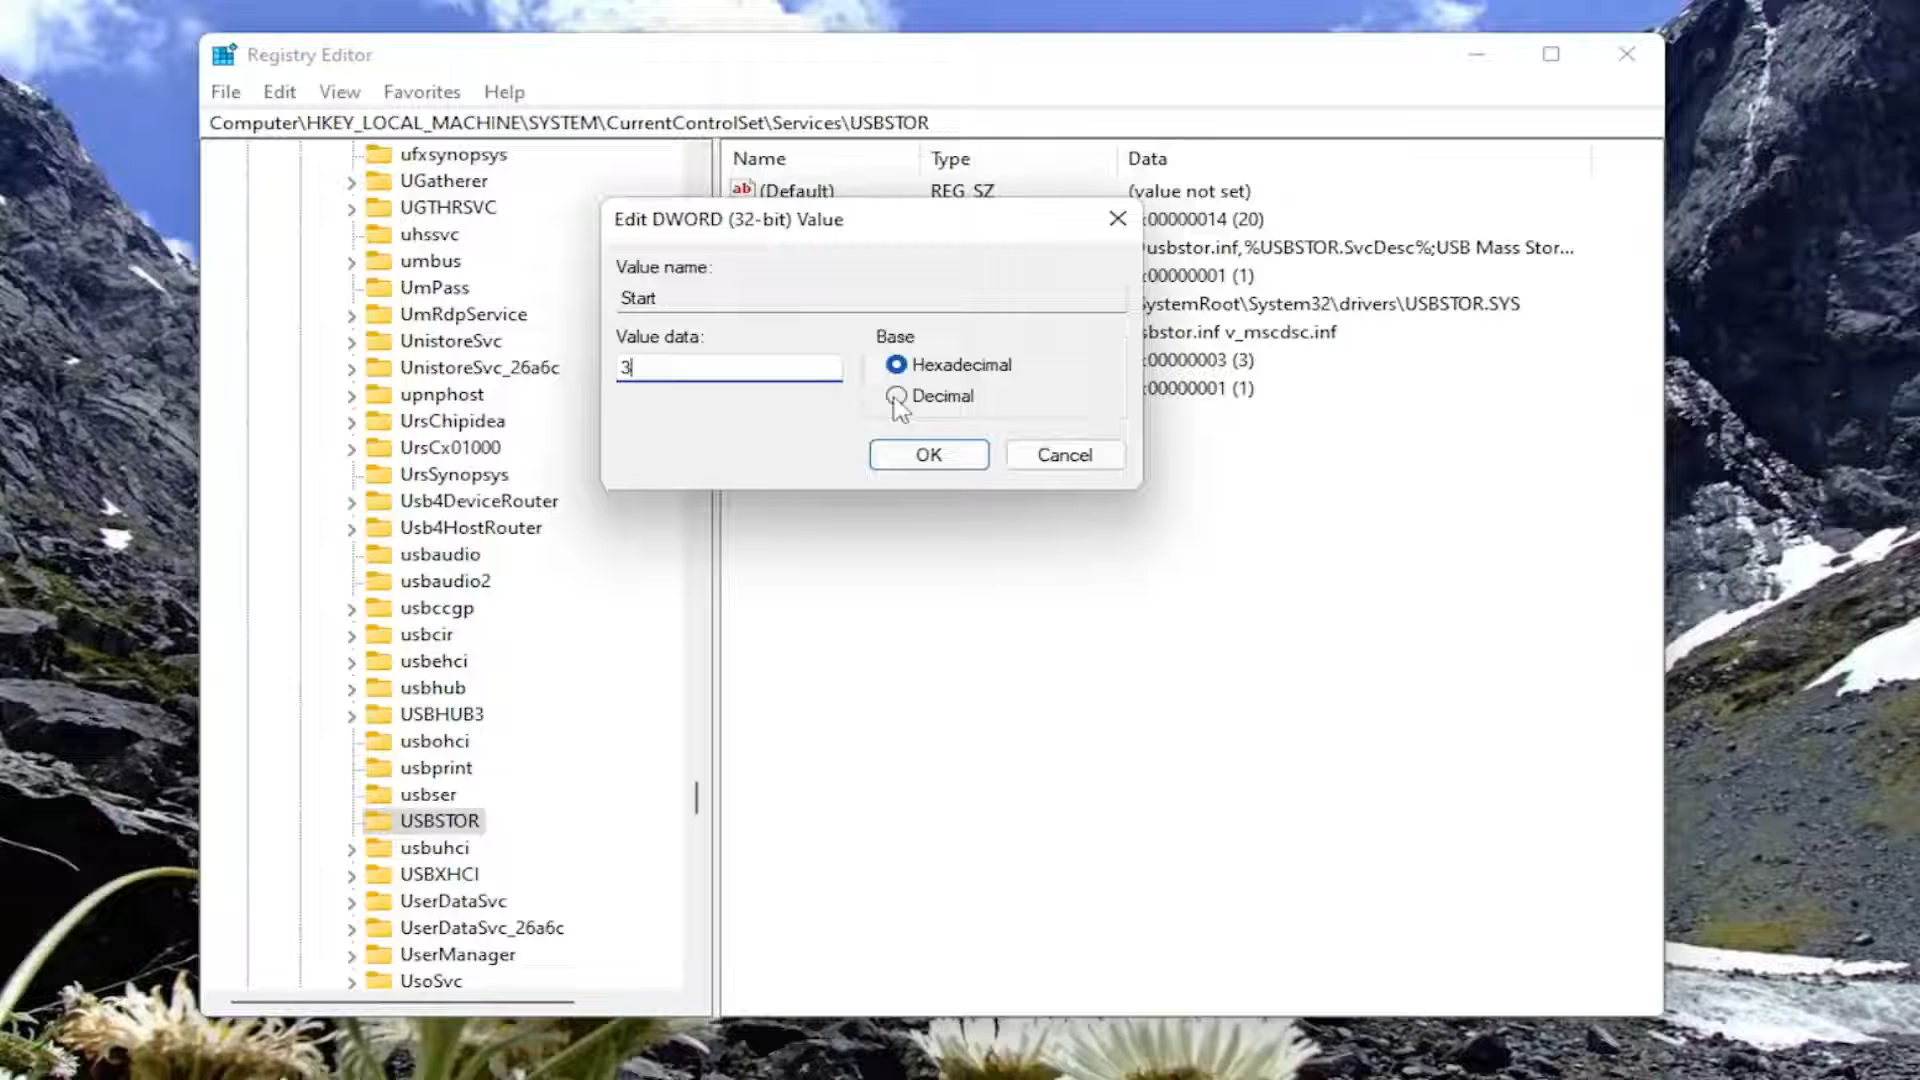 Registry Editor
File Edit View Favorites Help
Computer\HKEY_LOCAL_MACHINE\SYSTEM\CurrentControlSet\Services\USBSTOR
ufxsynopsys
UGatherer
UGTHRSVC
uhssvc
umbus
UmPass
UmRdpService
UnistoreSvc
UnistoreSvc_26a6c
upnphost
UrsChipidea
UrsCx01000
UrsSynopsys
Usb4DeviceRouter
Usb4HostRouter
usbaudio
usbaudio2
usbccgp
usbcir
usbehci
usbhub
USBHUB3
usbohci
usbprint
usbser
USBSTOR
usbuhci
USBXHCI
UserDataSvc
UserDataSvc_26a6c
UserManager
UsoSvc
Name Type Data
ab (Default) REG_SZ (value not set)
00000014 (20)
usbstor.inf,%USBSTOR.SvcDesc%;USB Mass Stor...
00000001 (1)
SystemRoot\System32\drivers\USBSTOR.SYS
sbstor.inf v_mscdsc.inf
00000003 (3)
00000001 (1)
Edit DWORD (32-bit) Value
Value name:
Start
Value data:
3
Base
Hexadecimal
Decimal
OK Cancel